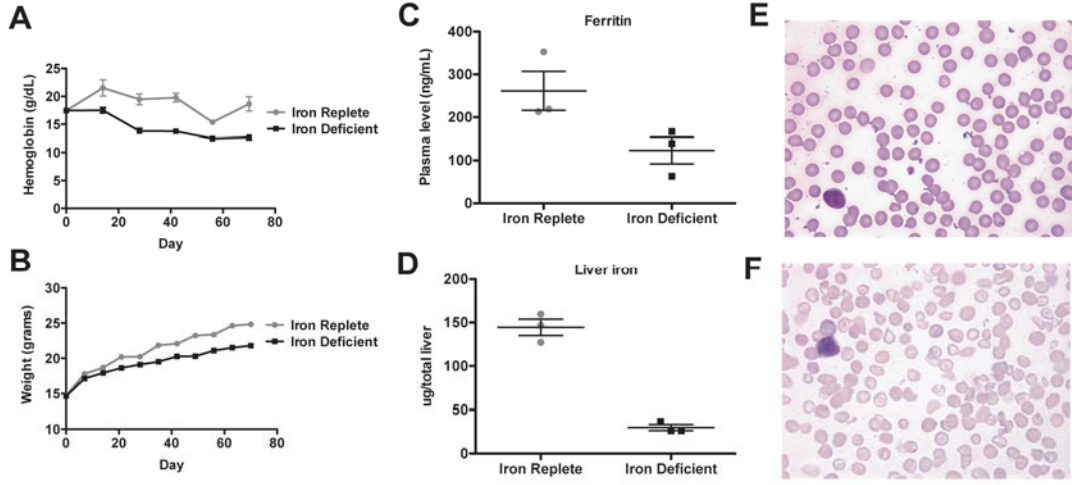 A
Hemoglobin (g/dL)
25
20
15
10
5
0
0 20 40 60 80
Day
Iron Replete
Iron Deficient
B
Weight (grams)
30
25
20
15
10
0 20 40 60 80
Day
Iron Replete
Iron Deficient
C
Ferritin
Plasma level (ng/mL)
400
300
200
100
0
Iron Replete Iron Deficient
D
Liver iron
ug/total liver
200
150
100
50
0
Iron Replete Iron Deficient
E
F